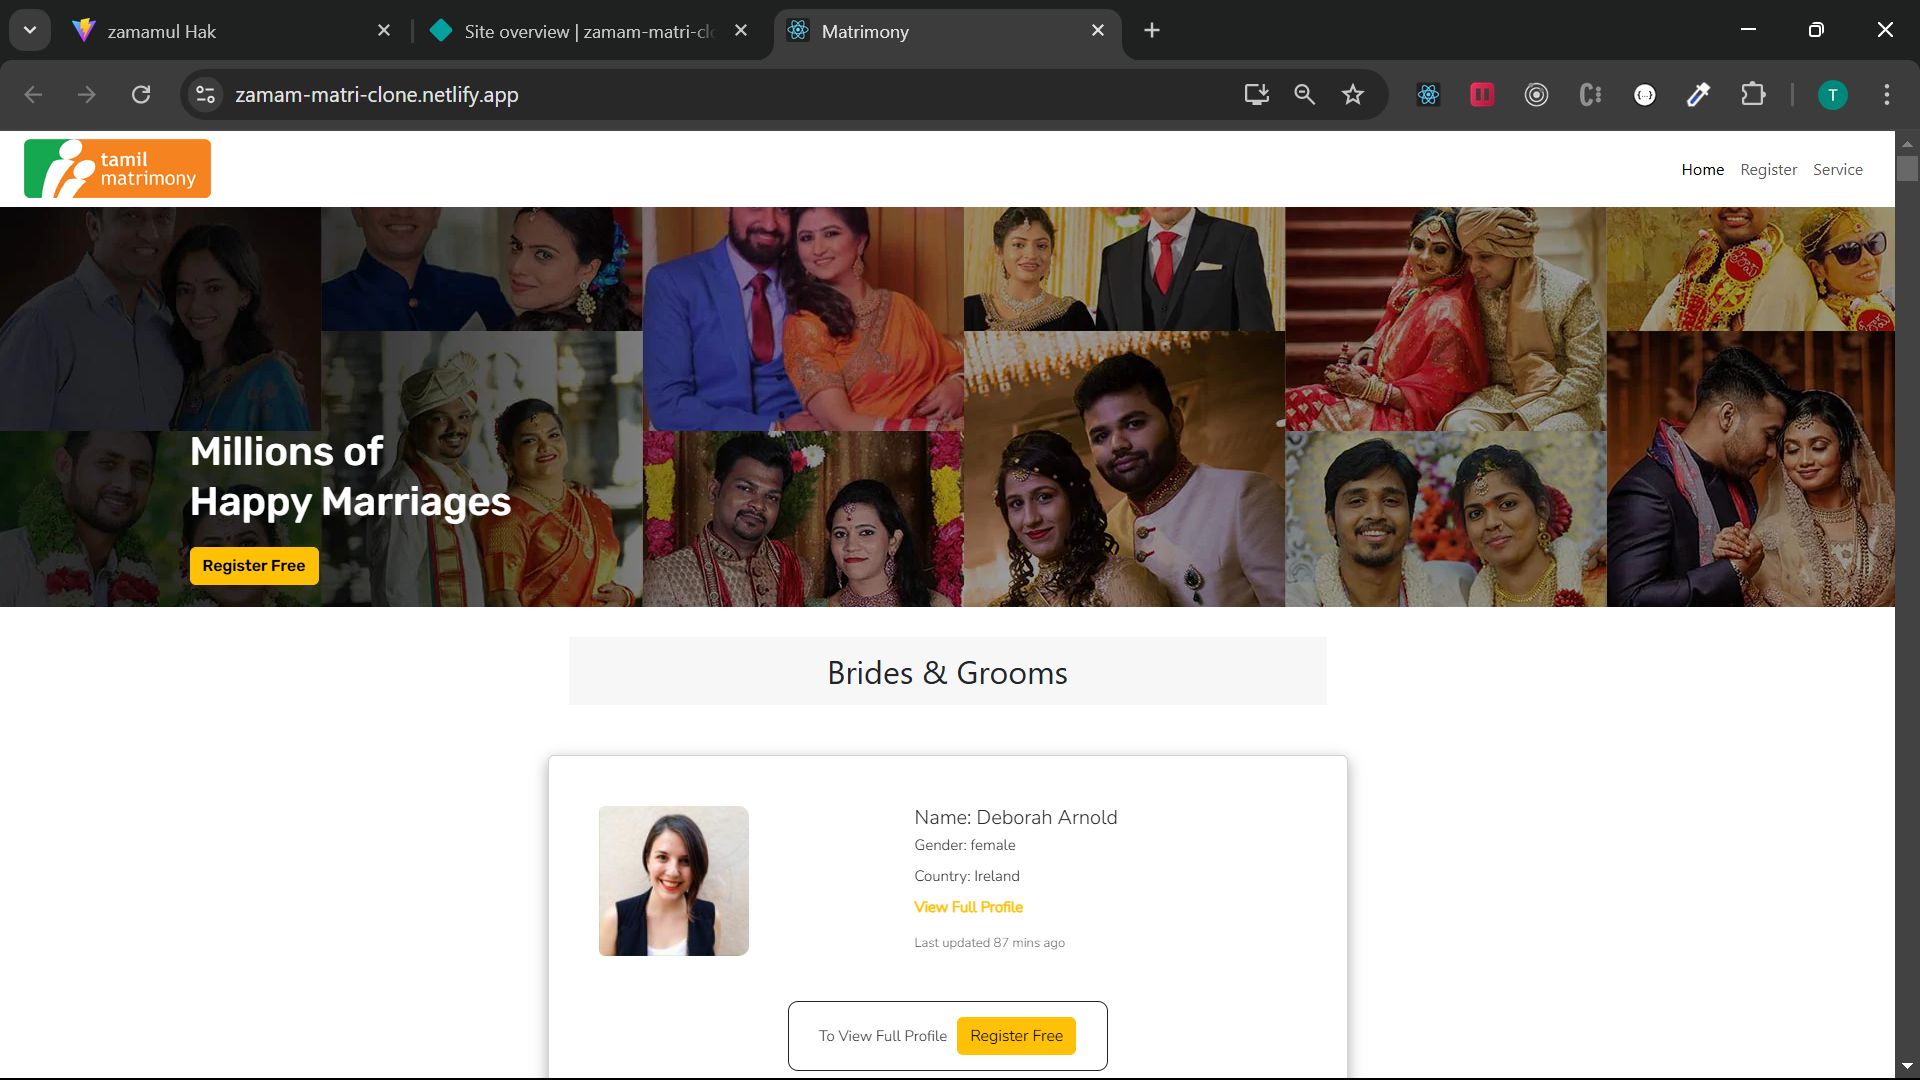 zamamul Hak
Site overview | zamam-matri-clo
Matrimony
zamam-matri-clone.netlify.app
T
tamil
matrimony
Home
Register
Service
Millions of
Happy Marriages
Register Free
Brides & Grooms
Name: Deborah Arnold
Gender: female
Country: Ireland
View Full Profile
Last updated 87 mins ago
To View Full Profile
Register Free